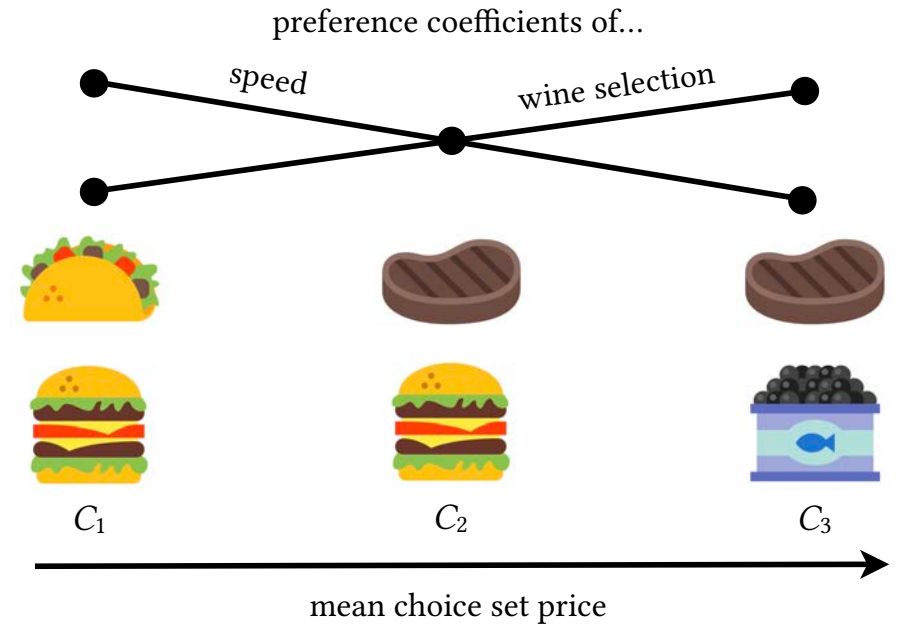 preference coefficients of...
speed
wine selection
C₁
C₂
C₃
mean choice set price